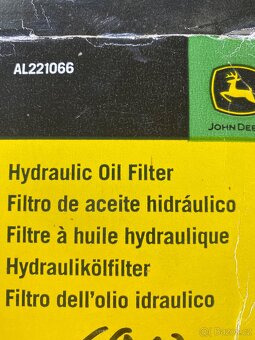 AL221066
JOHN DEE
Hydraulic Oil Filter
Filtro de aceite hidráulico
Filtre à huile hydraulique
Hydraulikölfilter
Filtro dell'olio idraulico